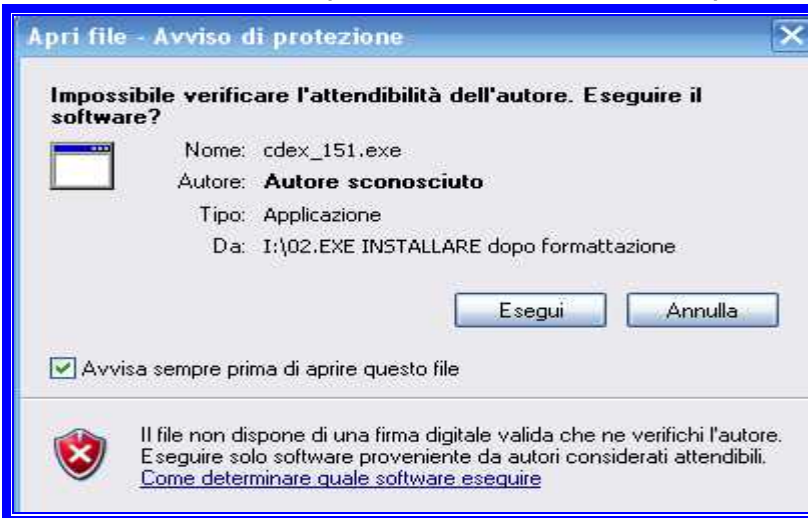 Apri file - Avviso di protezione
Impossibile verificare l'attendibilità dell'autore. Eseguire il
software?
Nome: cdex_151.exe
Autore: Autore sconosciuto
Tipo: Applicazione
Da: I:\02.EXE INSTALLARE dopo formattazione
Esegui Annulla
Avvisa sempre prima di aprire questo file
Il file non dispone di una firma digitale valida che ne verifichi l'autore.
Eseguire solo software proveniente da autori considerati attendibili.
Come determinare quale software eseguire